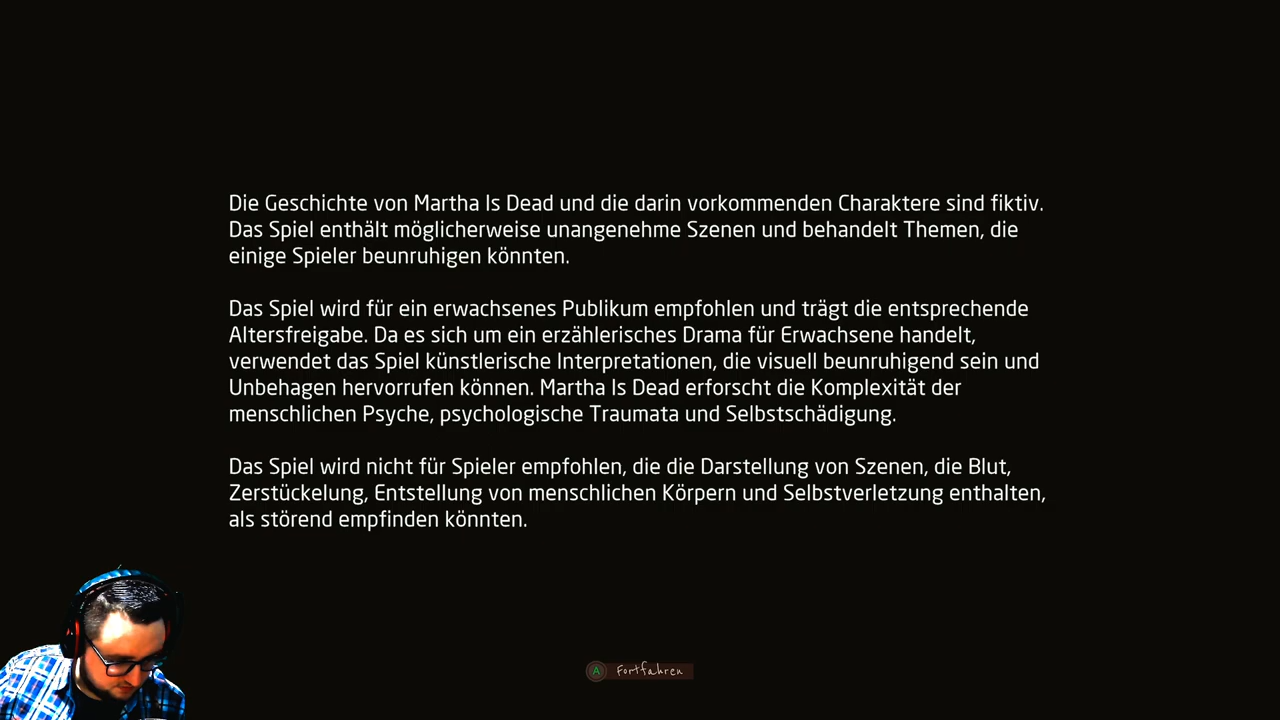 Die Geschichte von Martha Is Dead und die darin vorkommenden Charaktere sind fiktiv.
Das Spiel enthält möglicherweise unangenehme Szenen und behandelt Themen, die
einige Spieler beunruhigen könnten.
Das Spiel wird für ein erwachsenes Publikum empfohlen und trägt die entsprechende
Altersfreigabe. Da es sich um ein erzählerisches Drama für Erwachsene handelt,
verwendet das Spiel künstlerische Interpretationen, die visuell beunruhigend sein und
Unbehagen hervorrufen können. Martha Is Dead erforscht die Komplexität der
menschlichen Psyche, psychologische Traumata und Selbstschädigung.
Das Spiel wird nicht für Spieler empfohlen, die die Darstellung von Szenen, die Blut,
Zerstückelung, Entstellung von menschlichen Körpern und Selbstverletzung enthalten,
als störend empfinden könnten.
A Fortfahren